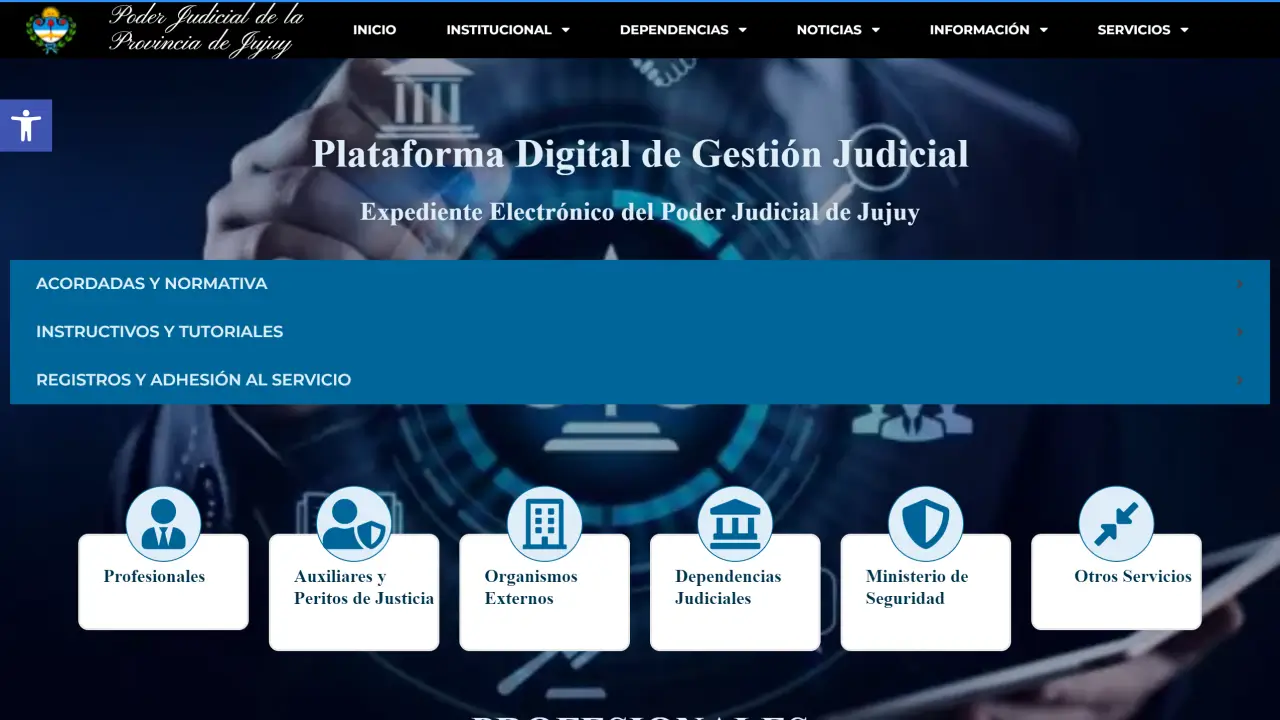 Poder Judicial de la
Provincia de Jujuy
INICIO
INSTITUCIONAL
DEPENDENCIAS
NOTICIAS
INFORMACIÓN
SERVICIOS
Plataforma Digital de Gestión Judicial
Expediente Electrónico del Poder Judicial de Jujuy
ACORDADAS Y NORMATIVA
INSTRUCTIVOS Y TUTORIALES
REGISTROS Y ADHESIÓN AL SERVICIO
Profesionales
Auxiliares y
Peritos de Justicia
Organismos
Externos
Dependencias
Judiciales
Ministerio de
Seguridad
Otros Servicios
PROFESIONALES